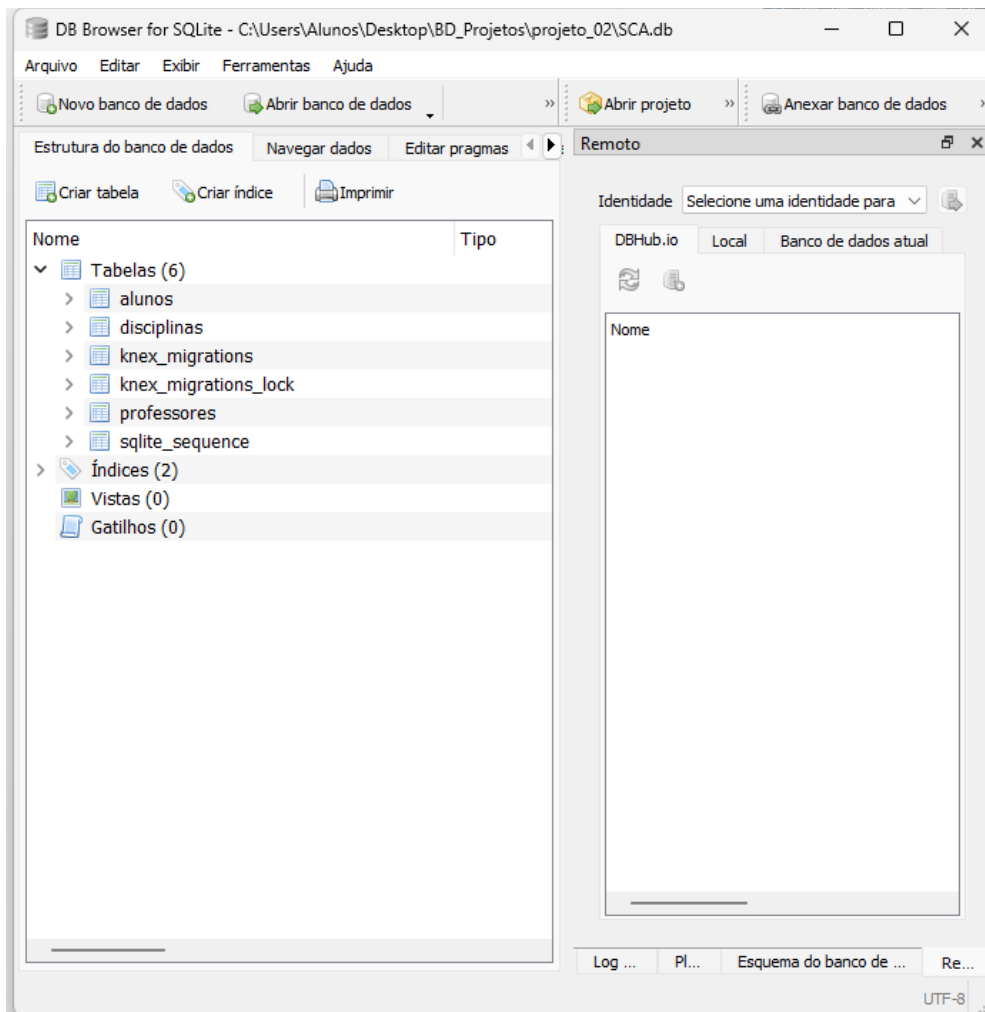 DB Browser for SQLite - C:\Users\Alunos\Desktop\BD_Projetos\projeto_02\SCA.db
Arquivo Editar Exibir Ferramentas Ajuda
Novo banco de dados Abrir banco de dados » Abrir projeto » Anexar banco de dados
Estrutura do banco de dados Navegar dados Editar pragmas
Remoto
Criar tabela Criar índice Imprimir
Identidade Selecione uma identidade para
Nome Tipo
DBHub.io Local Banco de dados atual
Tabelas (6)
alunos
disciplinas
knex_migrations
knex_migrations_lock
professores
sqlite_sequence
Índices (2)
Vistas (0)
Gatilhos (0)
Nome
Log ... Pl... Esquema do banco de ... Re...
UTF-8